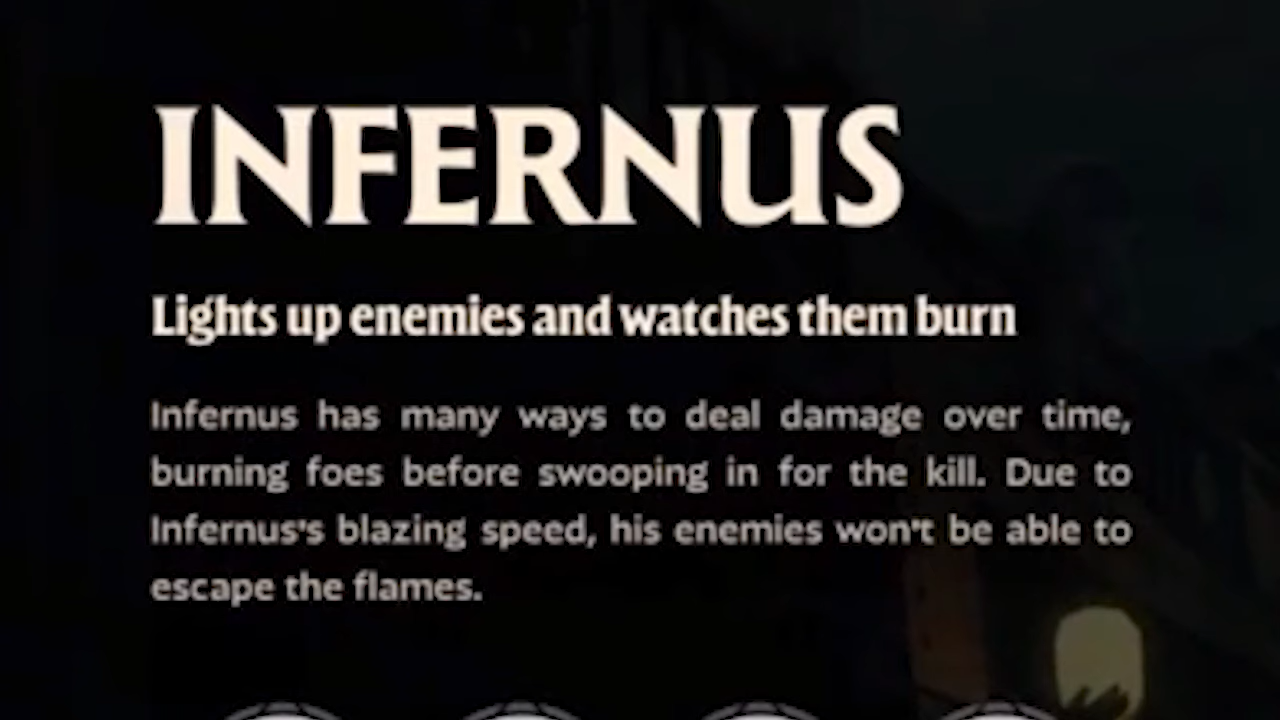 INFERNUS
Lights up enemies and watches them burn
Infernus has many ways to deal damage over time,
burning foes before swooping in for the kill. Due to
Infernus's blazing speed, his enemies won't be able to
escape the flames.